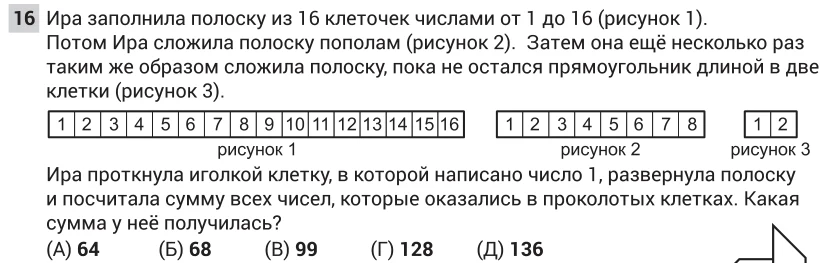 16 Ира заполнила полоску из 16 клеточек числами от 1 до 16 (рисунок 1).
Потом Ира сложила полоску пополам (рисунок 2). Затем она ещё несколько раз
таким же образом сложила полоску, пока не остался прямоугольник длиной в две
клетки (рисунок 3).
1 2 3 4 5 6 7 8 9 10 11 12 13 14 15 16 1 2 3 4 5 6 7 8 1 2
рисунок 1 рисунок 2 рисунок 3
Ира проткнула иголкой клетку, в которой написано число 1, развернула полоску
и посчитала сумму всех чисел, которые оказались в проколотых клетках. Какая
сумма у неё получилась?
(А) 64 (Б) 68 (В) 99 (Г) 128 (Д) 136